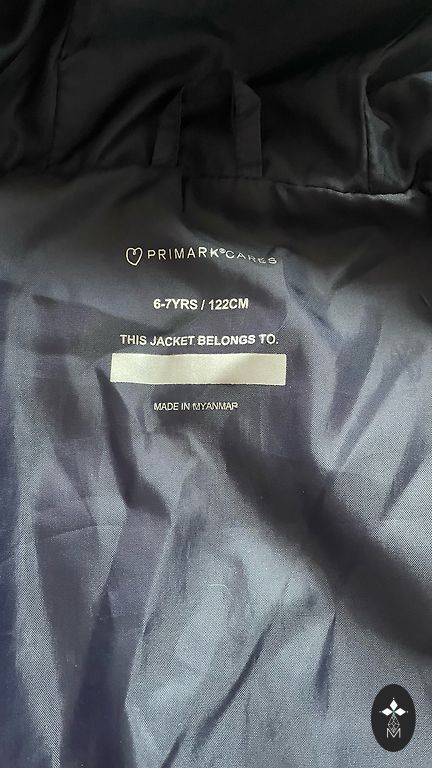 PRIMARK® CARES
6-7YRS / 122CM
THIS JACKET BELONGS TO.
MADE IN MYANMAR